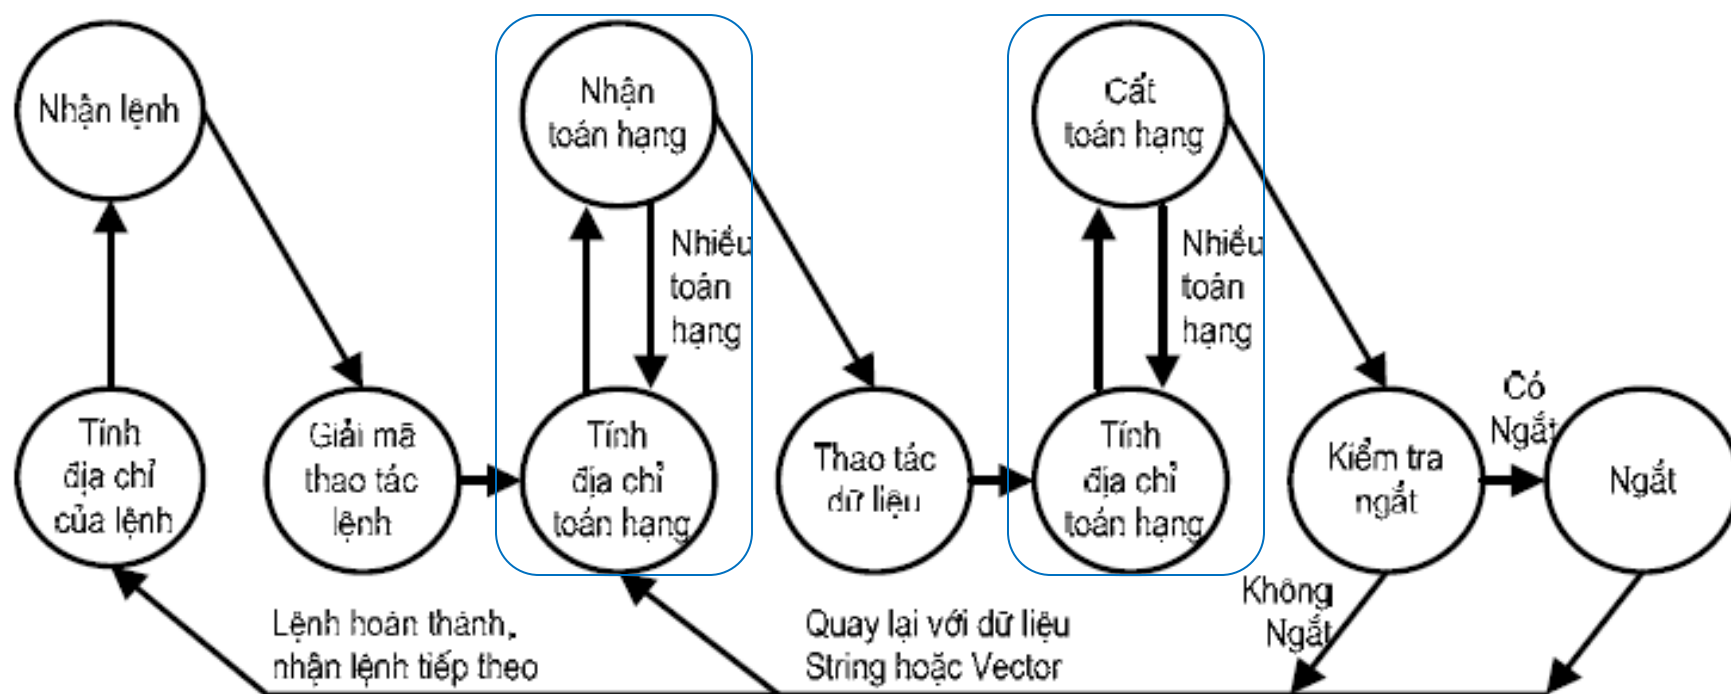 Nhận lệnh
Nhận
toán hạng
Cất
toán hạng
Nhiều
toán
hạng
Nhiều
toán
hạng
Tính
địa chỉ
của lệnh
Giải mã
thao tác
lệnh
Tính
địa chỉ
toán hạng
Thao tác
dữ liệu
Tính
địa chỉ
toán hạng
Kiểm tra
ngắt
Có
Ngắt
Ngắt
Lệnh hoàn thành,
nhận lệnh tiếp theo
Quay lại với dữ liệu
String hoặc Vector
Không
Ngắt